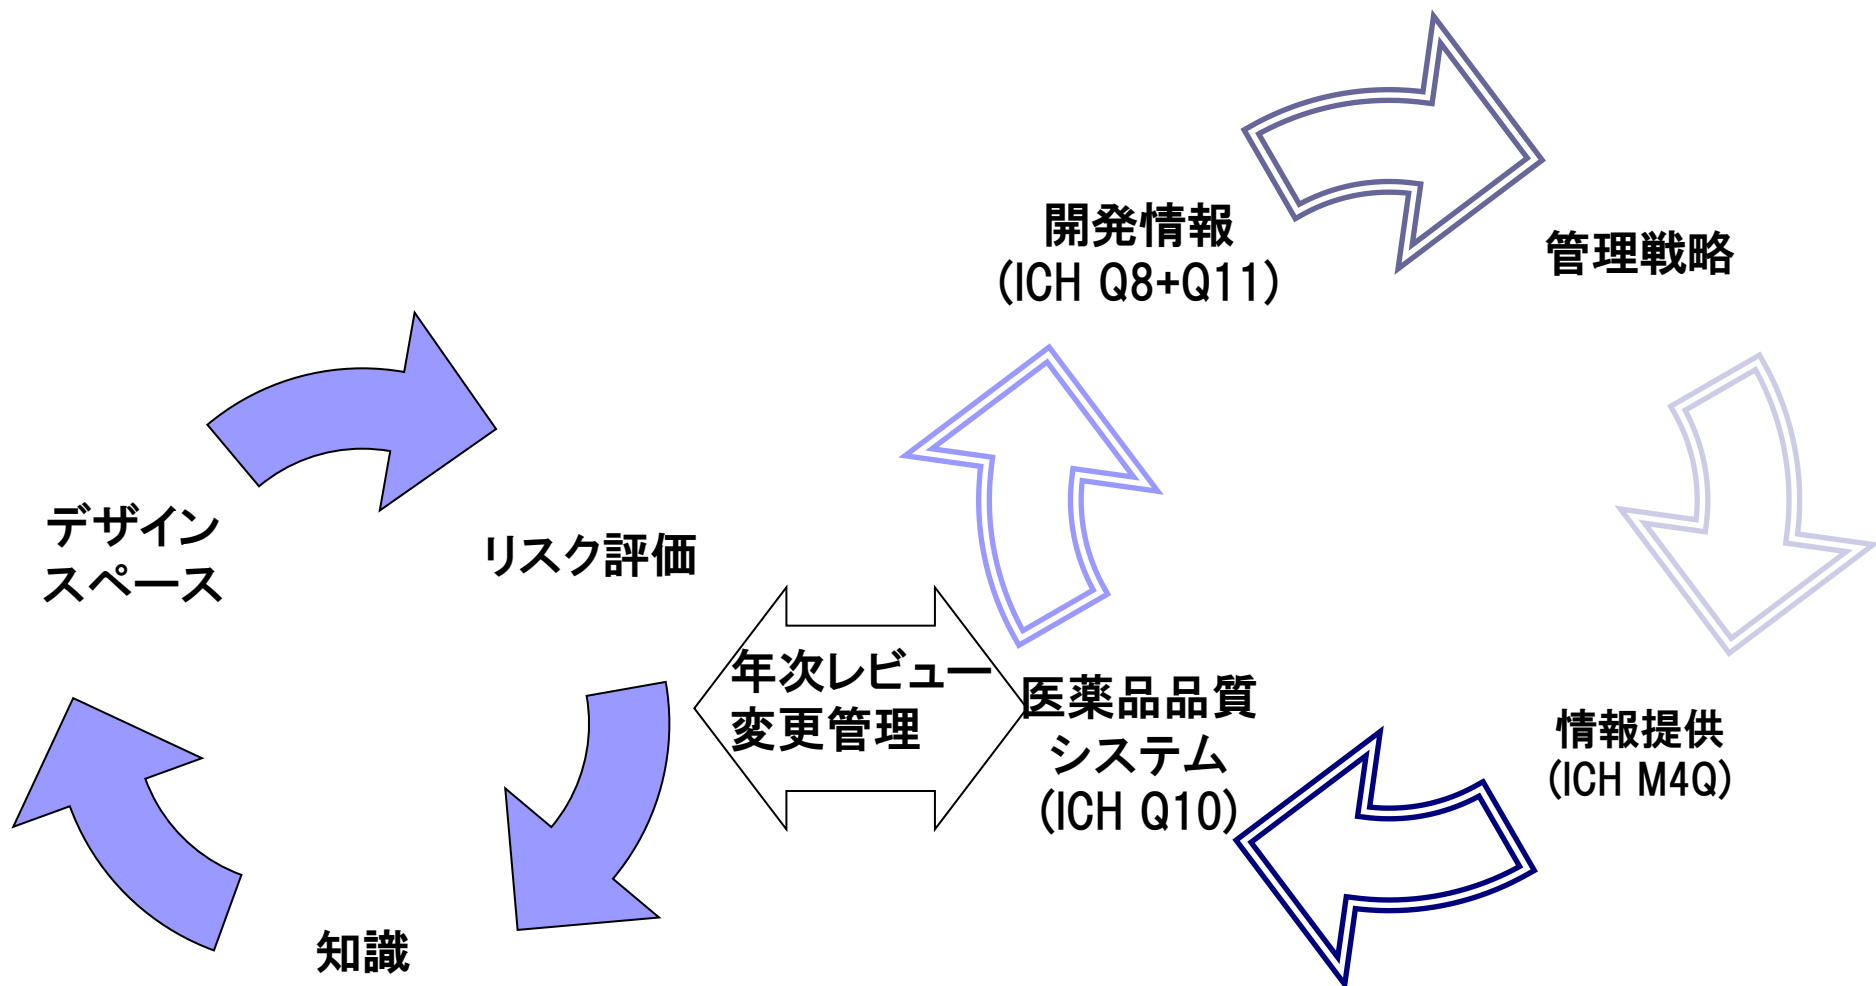 開発情報
(ICH Q8+Q11)
管理戦略
デザイン
スペース
リスク評価
年次レビュー
変更管理
医薬品品質
システム
(ICH Q10)
情報提供
(ICH M4Q)
知識